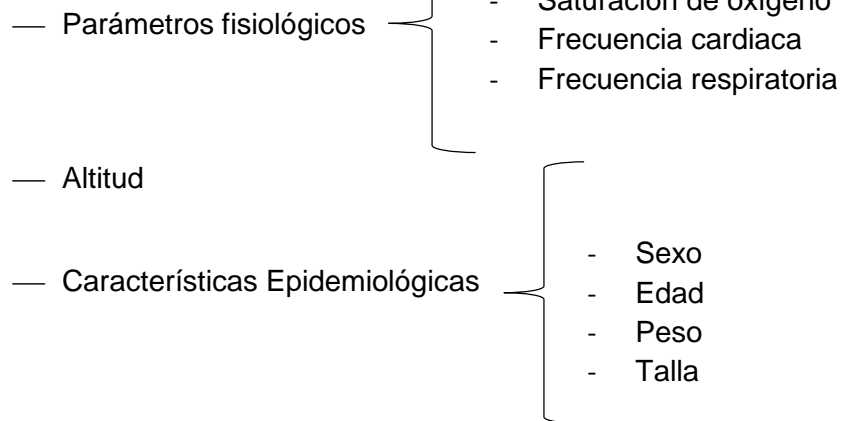 - Saturación de oxígeno
— Parámetros fisiológicos
- Frecuencia cardiaca
- Frecuencia respiratoria
— Altitud
— Características Epidemiológicas
- Sexo
- Edad
- Peso
- Talla